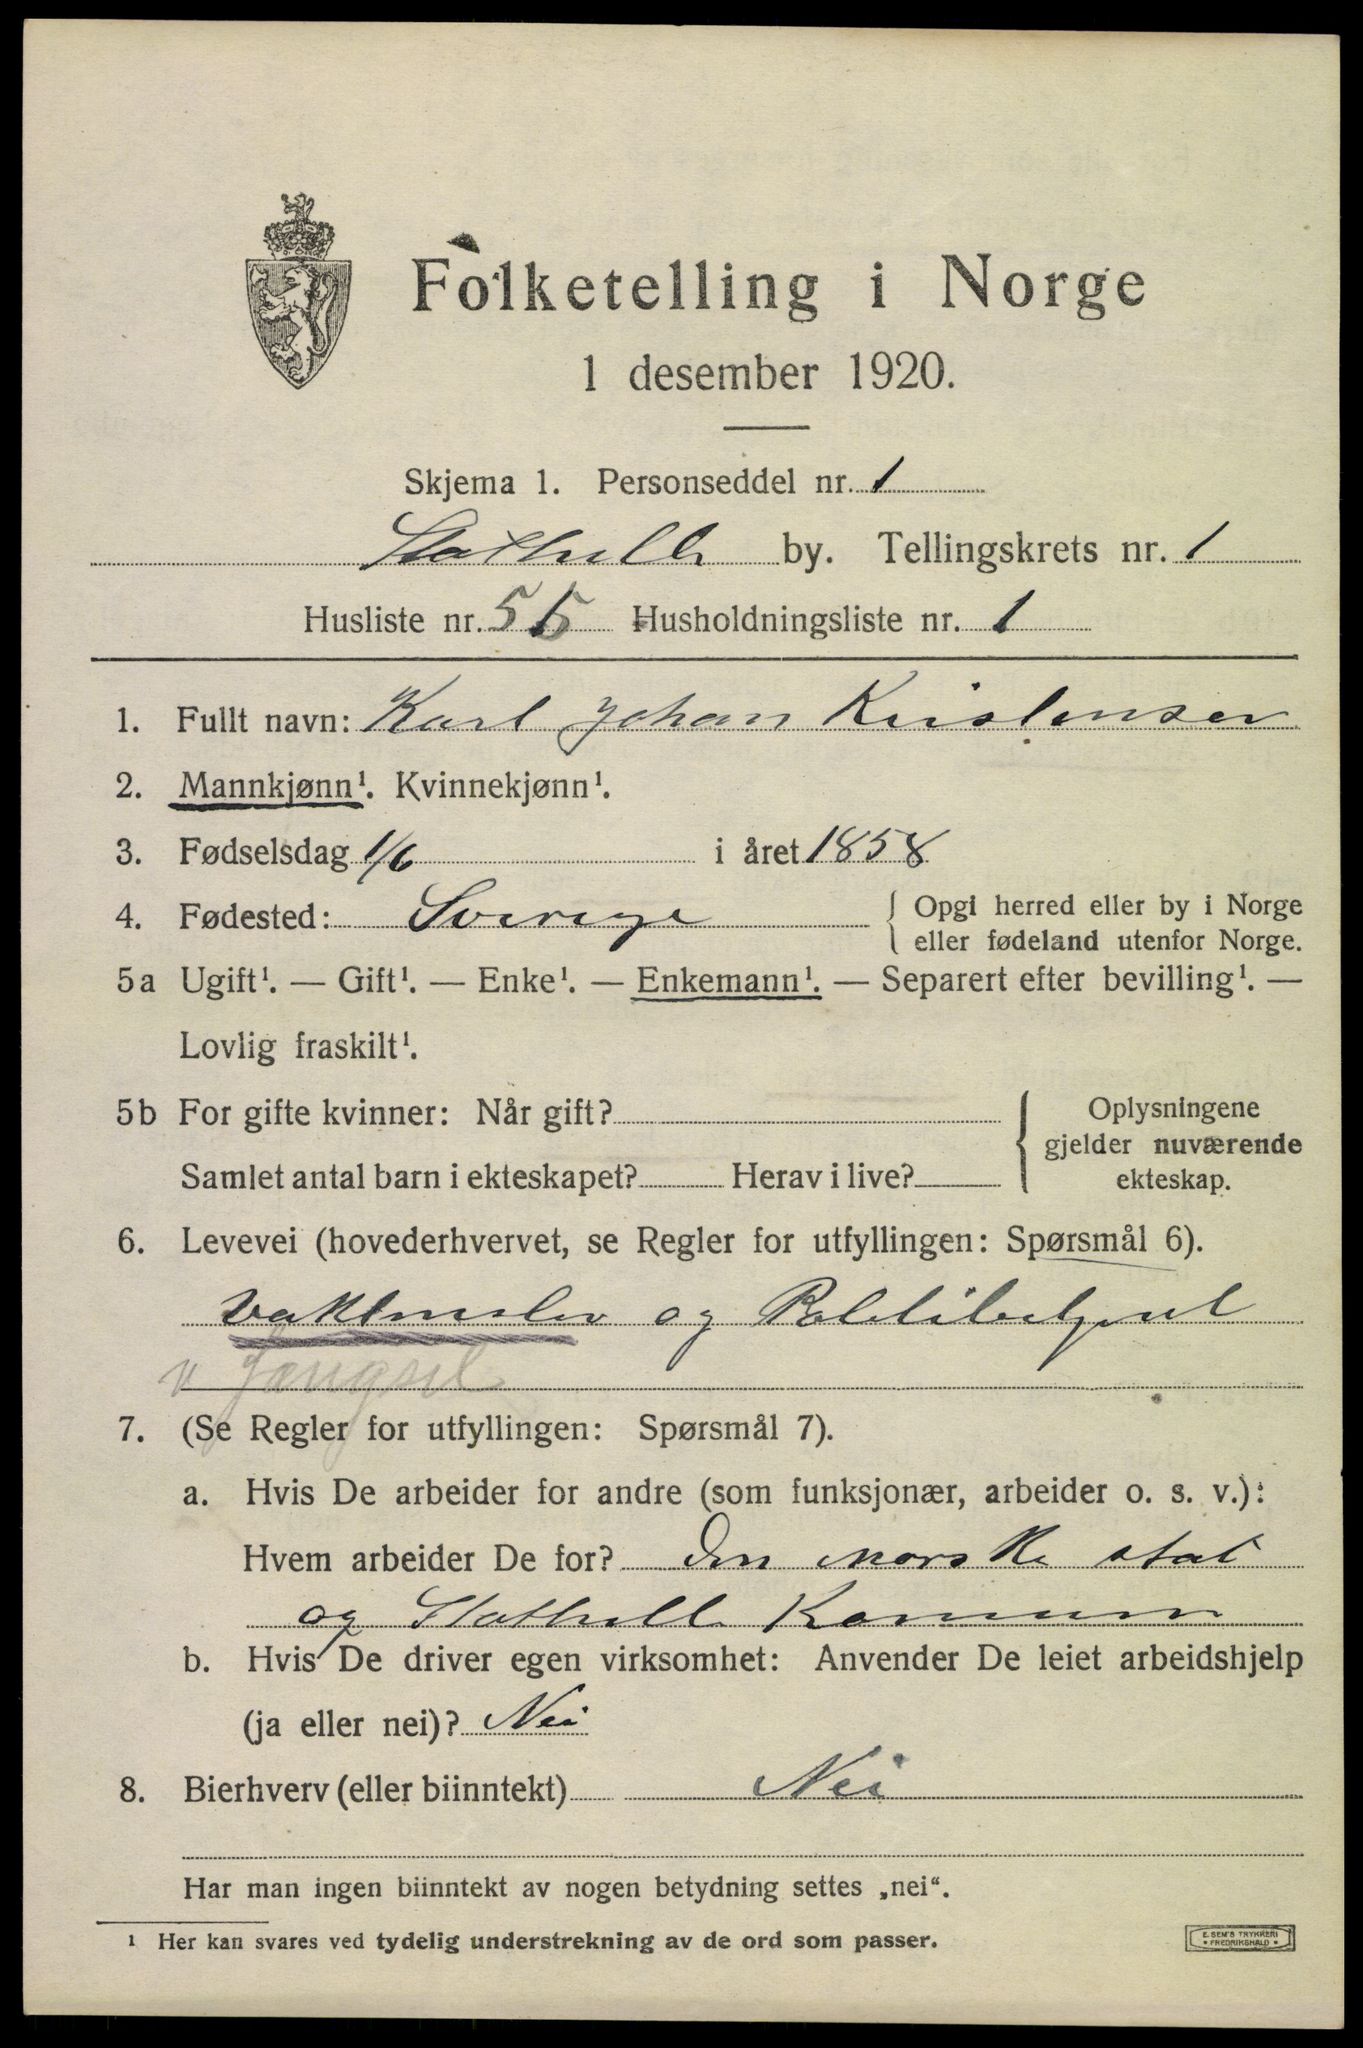 Folketelling i Norge
1 desember 1920.
Skjema 1. Personseddel nr. 1
Stathelle by. Tellingskrets nr. 1
Husliste nr. 55 Husholdningsliste nr. 1
1. Fullt navn: Karl Johan Kristensen
2. Mannkjønn¹. Kvinnekjønn¹.
3. Fødselsdag 1/6 i året 1858
4. Fødested: Sverige { Opgi herred eller by i Norge
eller fødeland utenfor Norge.
5a Ugift¹. — Gift¹. — Enke¹. — Enkemann¹. — Separert efter bevilling¹. —
Lovlig fraskilt¹.
5b For gifte kvinner: Når gift? { Oplysningene
gjelder nuværende
Samlet antal barn i ekteskapet? Herav i live? ekteskap.
6. Levevei (hovederhvervet, se Regler for utfyllingen: Spørsmål 6).
Vaktmester og Politibetjent
v fængsel
7. (Se Regler for utfyllingen: Spørsmål 7).
a. Hvis De arbeider for andre (som funksjonær, arbeider o. s. v.):
Hvem arbeider De for? den norske stat
og Stathelle Komune
b. Hvis De driver egen virksomhet: Anvender De leiet arbeidshjelp
(ja eller nei)? Nei
8. Bierhverv (eller biinntekt) Nei
Har man ingen biinntekt av nogen betydning settes „nei“.
¹ Her kan svares ved tydelig understrekning av de ord som passer.
E. SEM'S TRYKKERI
• FREDRIKSHALD •